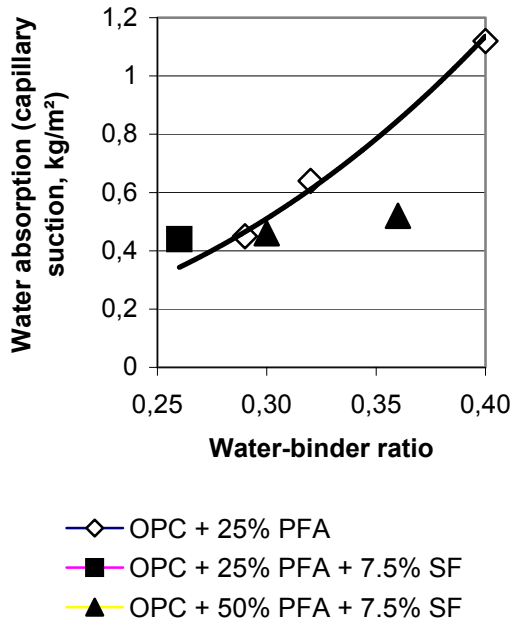 Water absorption (capillary
suction, kg/m²)
1,2
1
0,8
0,6
0,4
0,2
0
0,25
0,30
0,35
0,40
Water-binder ratio
OPC + 25% PFA
OPC + 25% PFA + 7.5% SF
OPC + 50% PFA + 7.5% SF